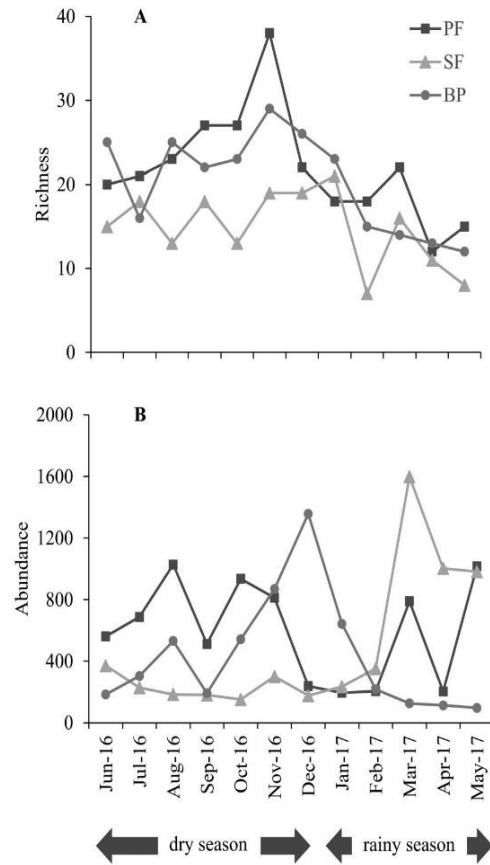 A
PF
SF
BP
40
30
20
10
0
Richness
B
2000
1600
1200
800
400
0
Abundance
Jun-16
Jul-16
Aug-16
Sep-16
Oct-16
Nov-16
Dec-16
Jan-17
Feb-17
Mar-17
Apr-17
May-17
dry season
rainy season